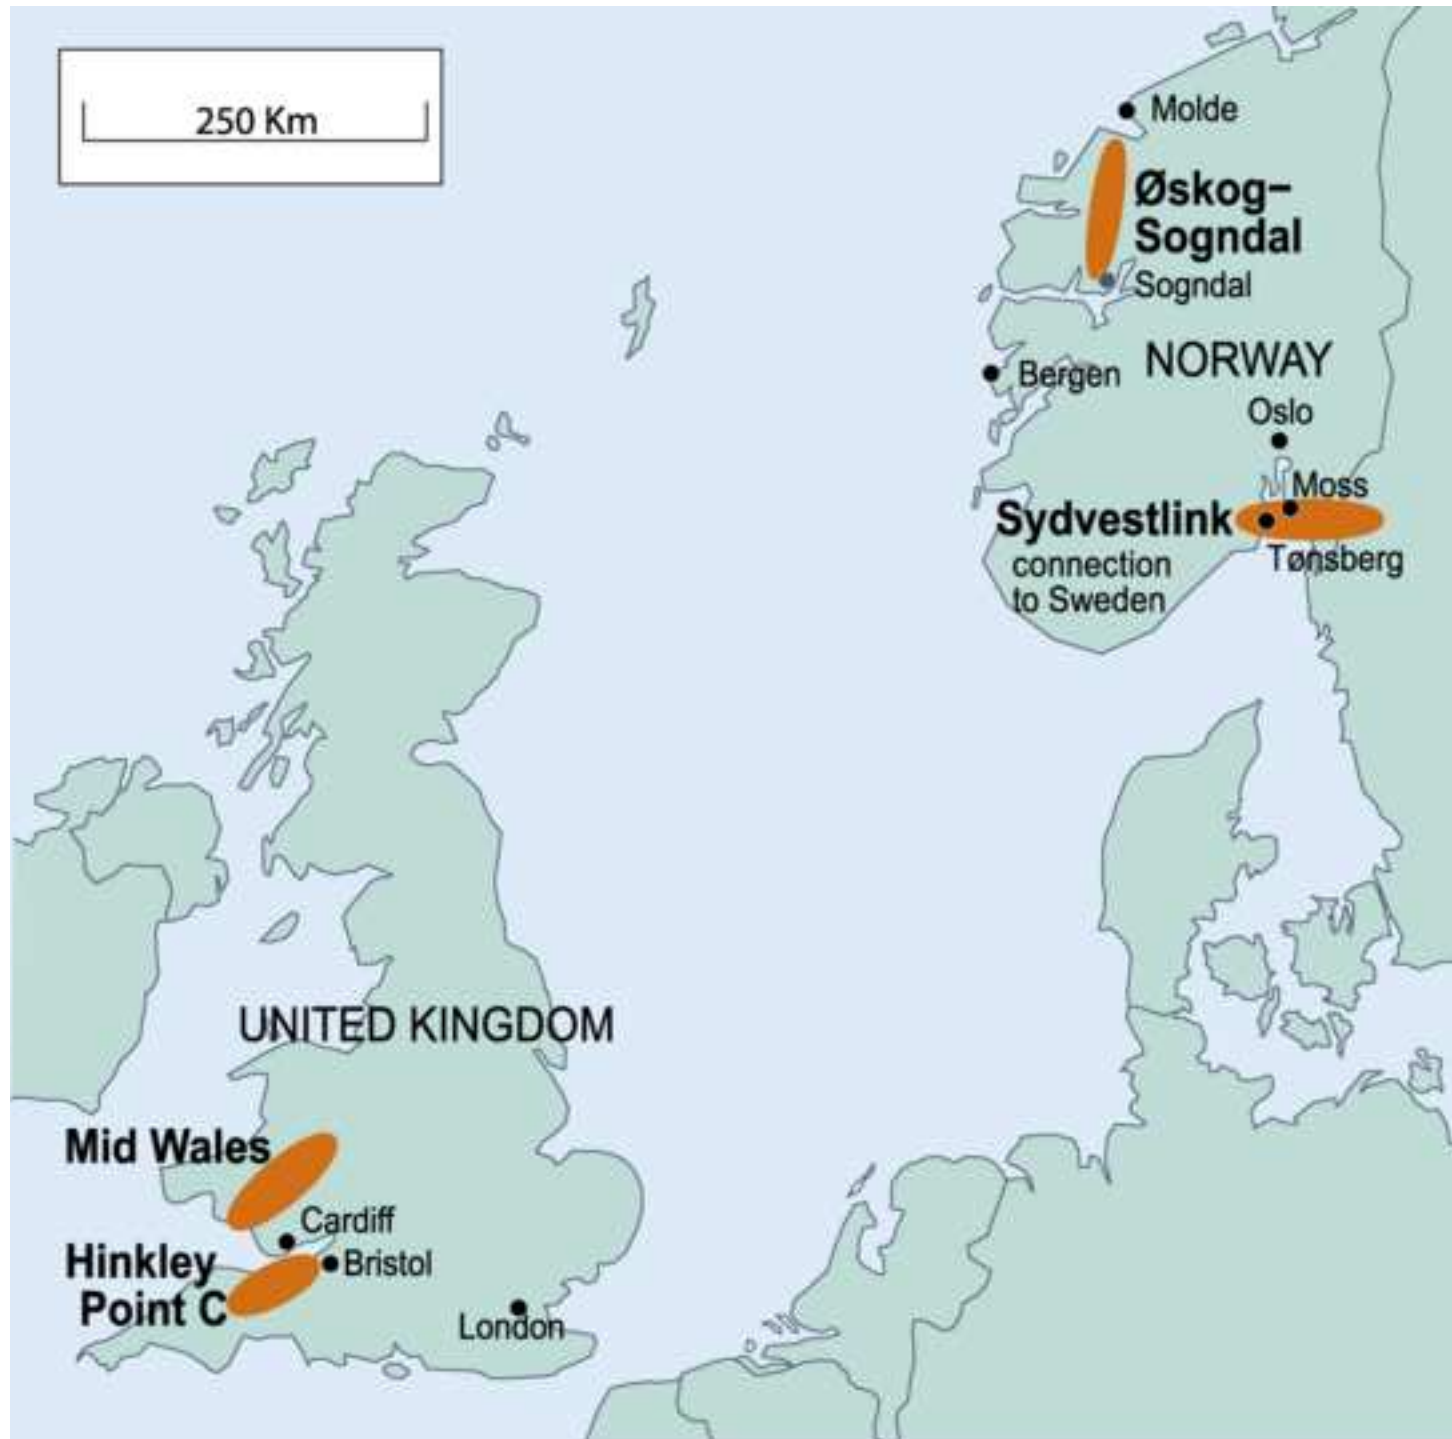 250 Km
Molde
Øskog–
Sogndal
Sogndal
NORWAY
Bergen
Oslo
Moss
Sydvestlink
connection
to Sweden
Tønsberg
UNITED KINGDOM
Mid Wales
Cardiff
Hinkley
Point C
Bristol
London